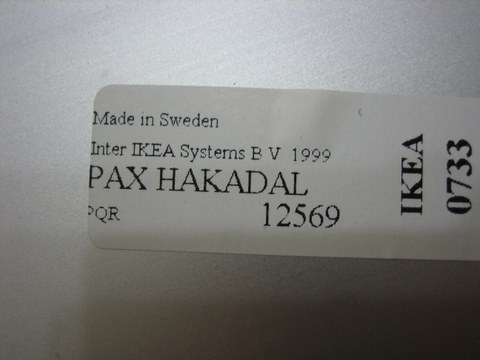 Made in Sweden
Inter IKEA Systems B V 1999
PAX HAKADAL
PQR
12569
IKEA
0733